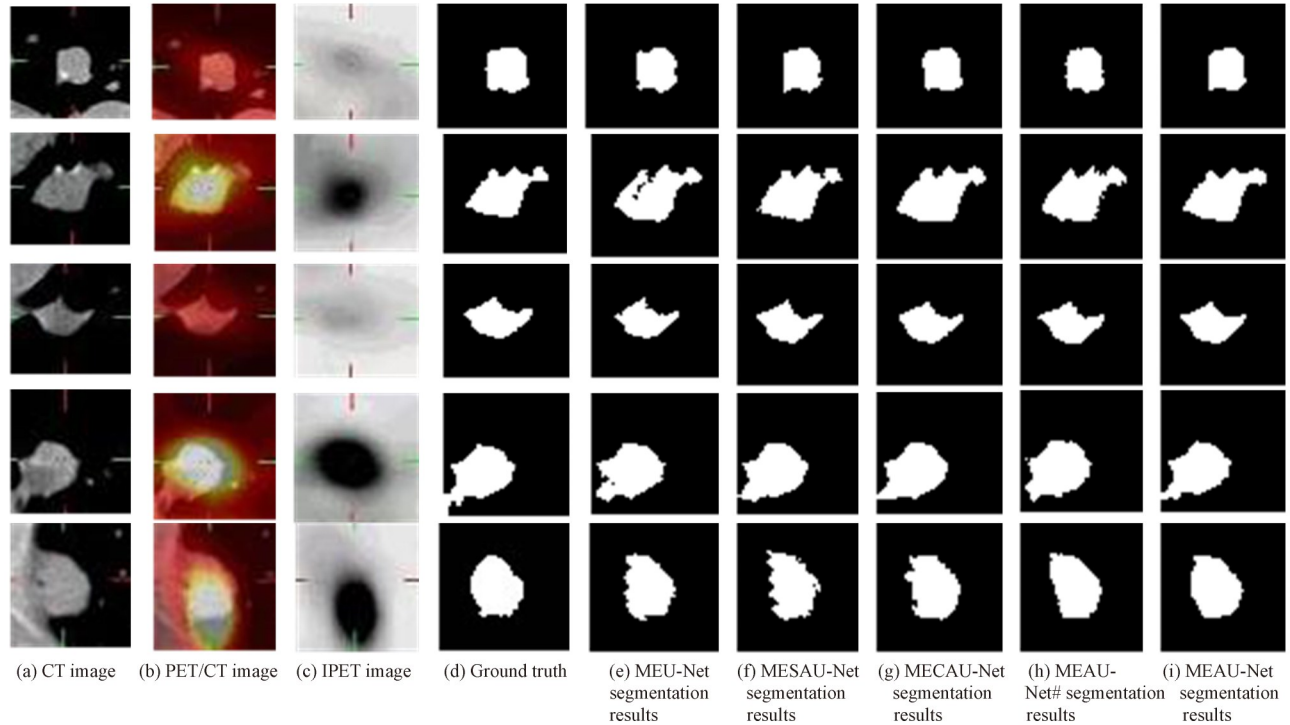 (a) CT image
(b) PET/CT image
(c) IPET image
(d) Ground truth
(e) MEU-Net
segmentation
results
(f) MESAU-Net
segmentation
results
(g) MECAU-Net
segmentation
results
(h) MEAU-
Net# segmentation
results
(i) MEAU-Net
segmentation
results